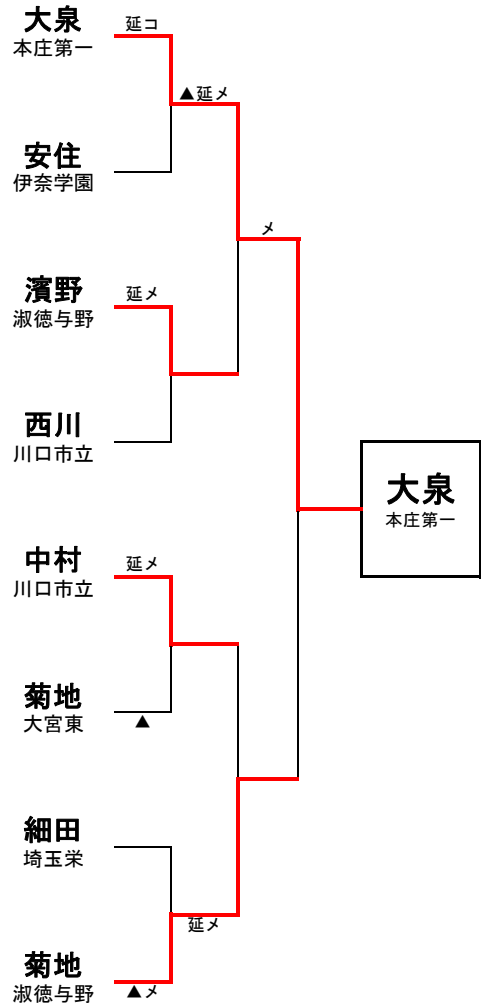 大泉
本庄第一
延コ
▲延メ
安住
伊奈学園
メ
濱野
淑徳与野
延メ
西川
川口市立
大泉
本庄第一
中村
川口市立
延メ
菊地
大宮東
▲
細田
埼玉栄
延メ
菊地
淑徳与野
▲メ